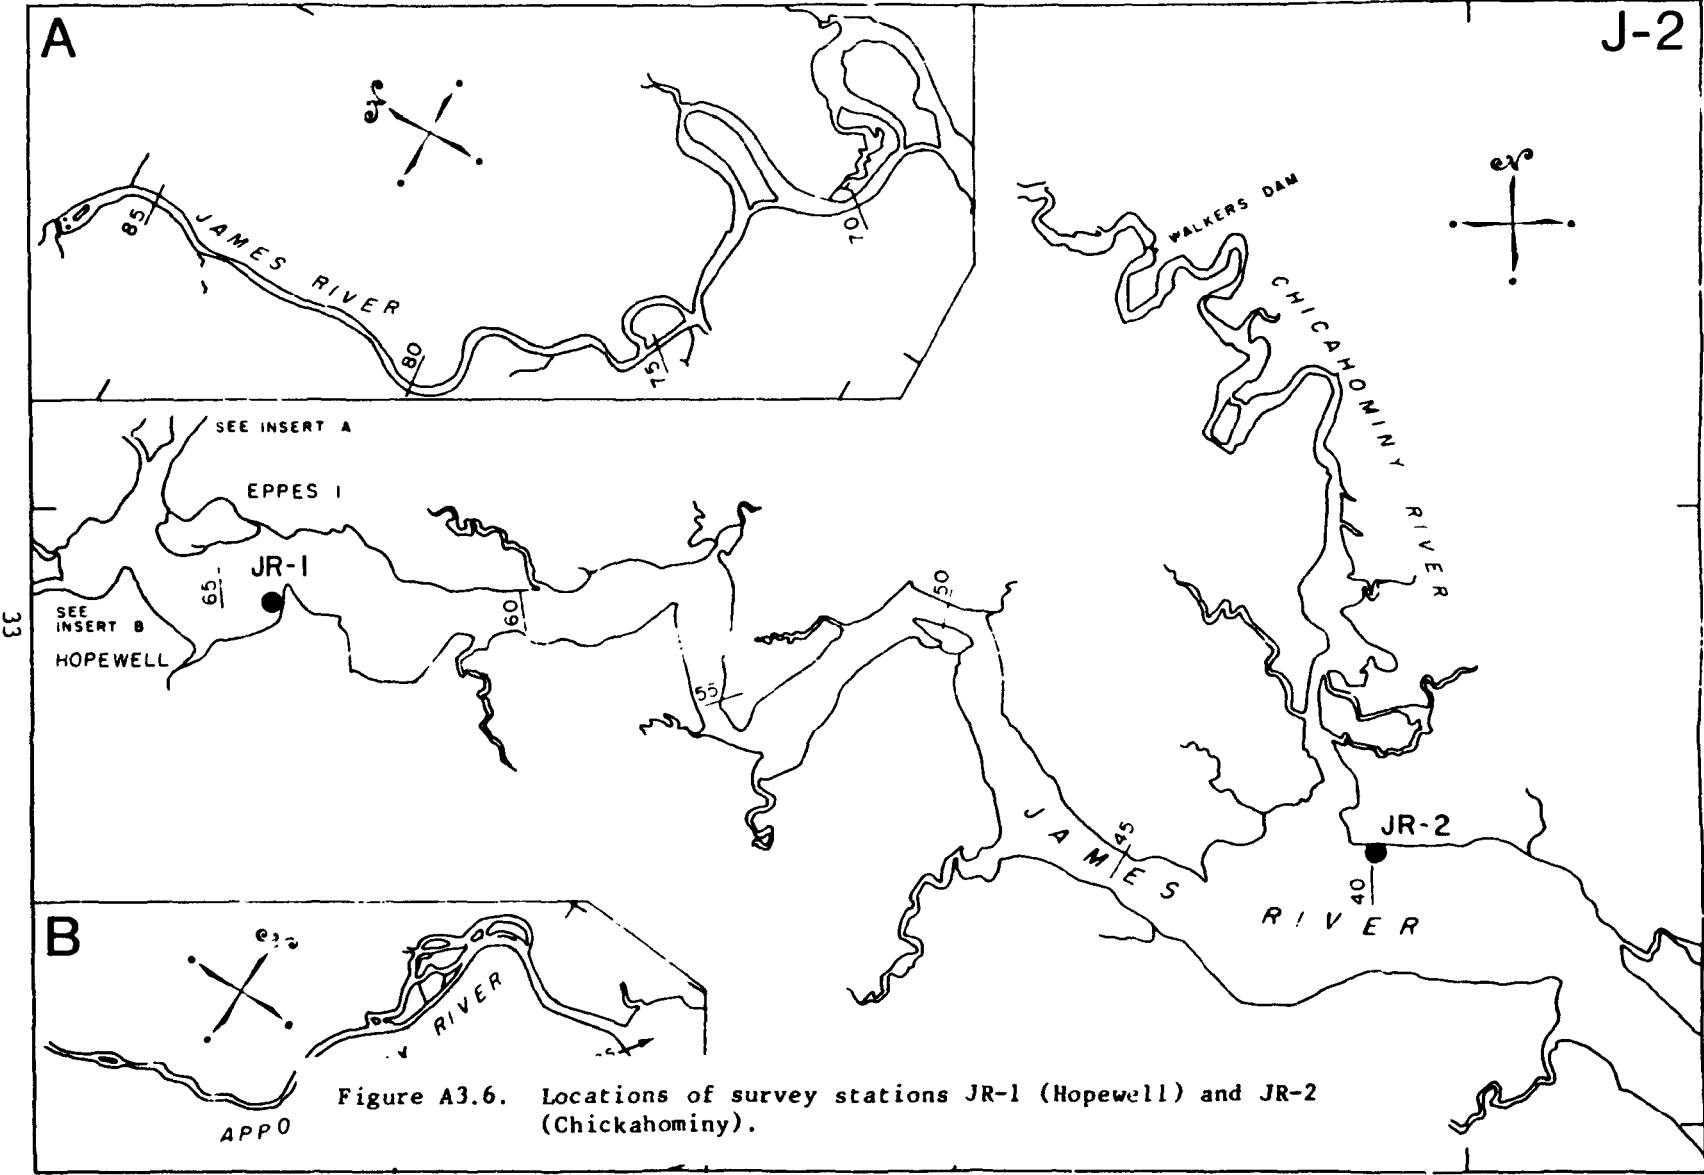 A
J-2
85
JAMES RIVER
80
75
70
WALKERS DAM
CHICAHOMINY RIVER
SEE INSERT A
EPPES I
JR-1
65
60
55
50
45
40
SEE
INSERT B
HOPEWELL
JAMES
RIVER
JR-2
33
B
RIVER
APPO
Figure A3.6. Locations of survey stations JR-1 (Hopewell) and JR-2
(Chickahominy).